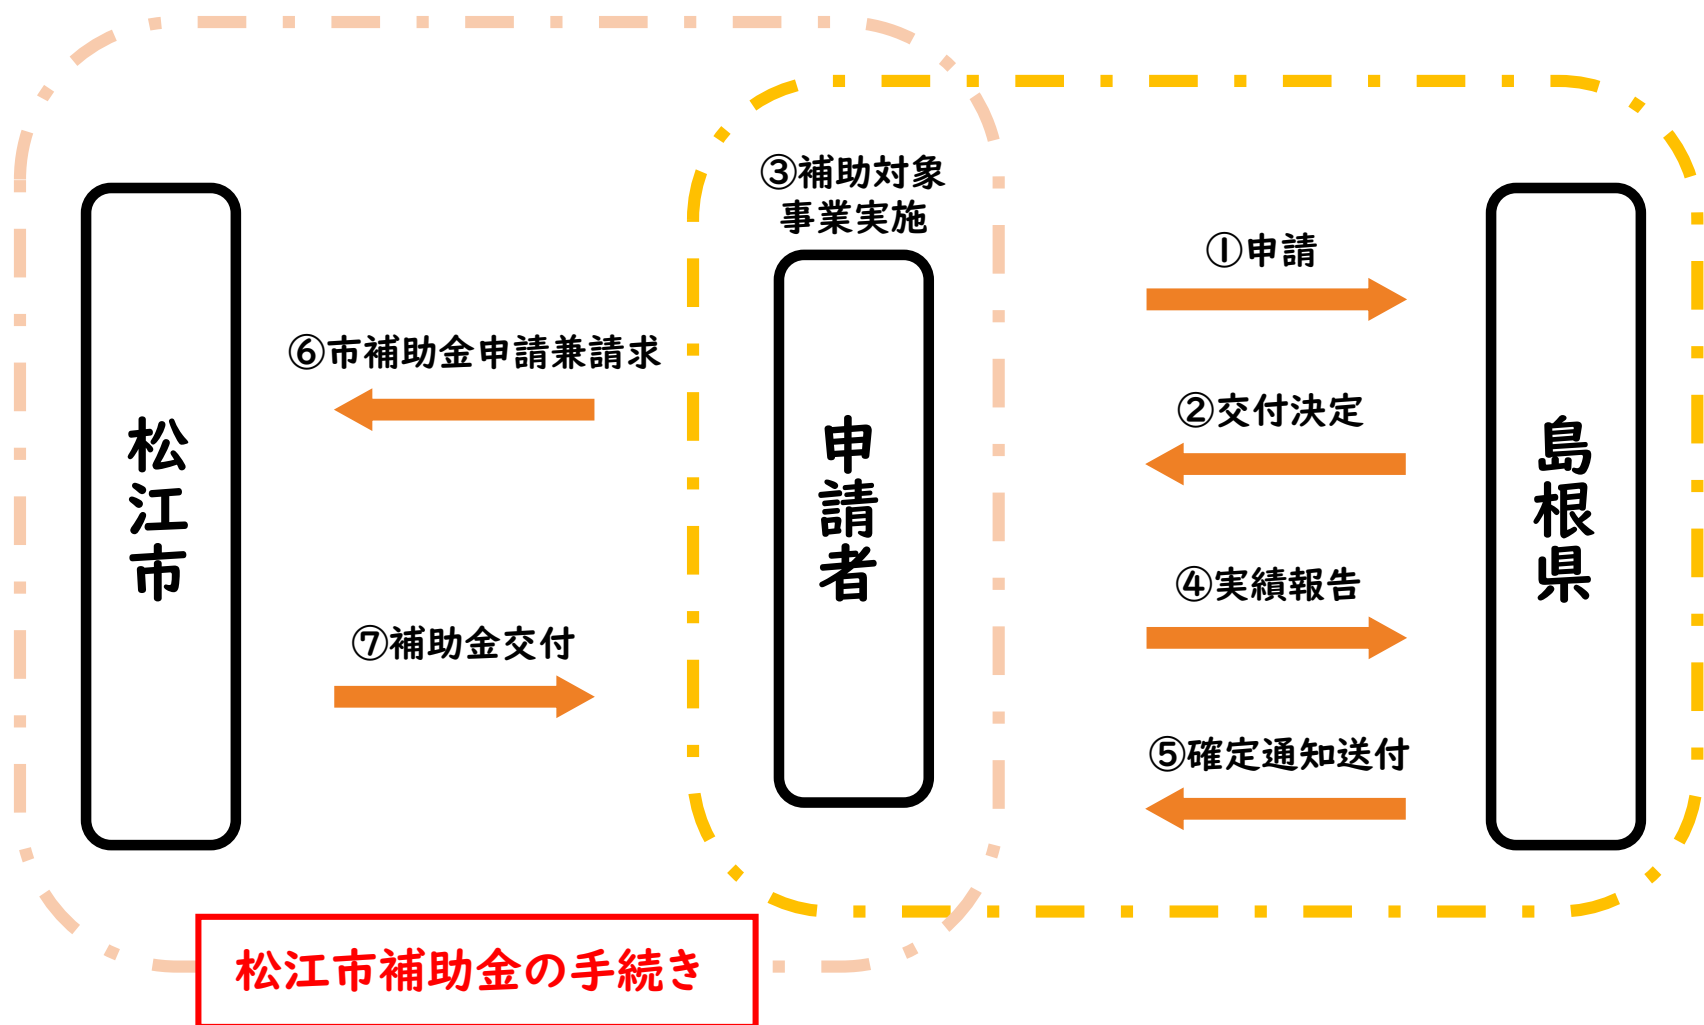 ③補助対象
事業実施
①申請
⑥市補助金申請兼請求
②交付決定
松江市
申請者
島根県
④実績報告
⑦補助金交付
⑤確定通知送付
松江市補助金の手続き